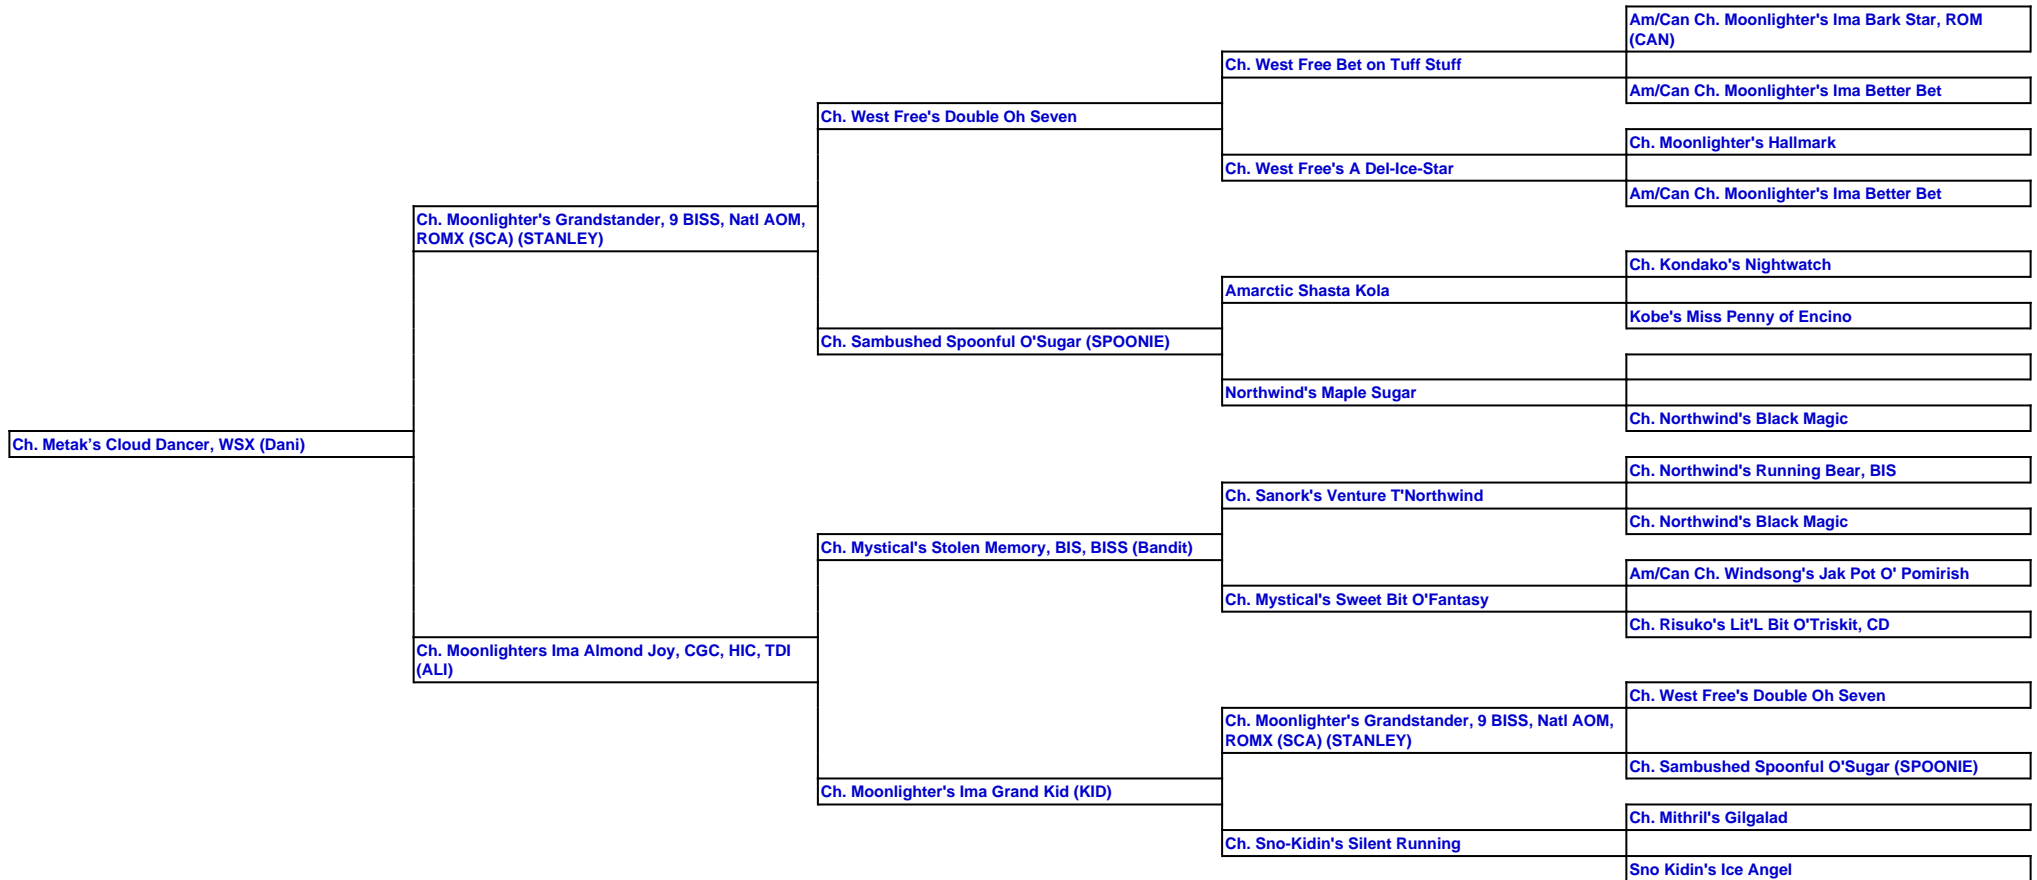 Am/Can Ch. Moonlighter's Ima Bark Star, ROM
(CAN)
Ch. West Free Bet on Tuff Stuff
Am/Can Ch. Moonlighter's Ima Better Bet
Ch. West Free's Double Oh Seven
Ch. Moonlighter's Hallmark
Ch. West Free's A Del-Ice-Star
Am/Can Ch. Moonlighter's Ima Better Bet
Ch. Moonlighter's Grandstander, 9 BISS, Natl AOM,
ROMX (SCA) (STANLEY)
Ch. Kondako's Nightwatch
Amarctic Shasta Kola
Kobe's Miss Penny of Encino
Ch. Sambushed Spoonful O'Sugar (SPOONIE)
Northwind's Maple Sugar
Ch. Northwind's Black Magic
Ch. Metak’s Cloud Dancer, WSX (Dani)
Ch. Northwind's Running Bear, BIS
Ch. Sanork's Venture T'Northwind
Ch. Northwind's Black Magic
Ch. Mystical's Stolen Memory, BIS, BISS (Bandit)
Am/Can Ch. Windsong's Jak Pot O' Pomirish
Ch. Mystical's Sweet Bit O'Fantasy
Ch. Risuko's Lit'L Bit O'Triskit, CD
Ch. Moonlighters Ima Almond Joy, CGC, HIC, TDI
(ALI)
Ch. West Free's Double Oh Seven
Ch. Moonlighter's Grandstander, 9 BISS, Natl AOM,
ROMX (SCA) (STANLEY)
Ch. Sambushed Spoonful O'Sugar (SPOONIE)
Ch. Moonlighter's Ima Grand Kid (KID)
Ch. Mithril's Gilgalad
Ch. Sno-Kidin's Silent Running
Sno Kidin's Ice Angel